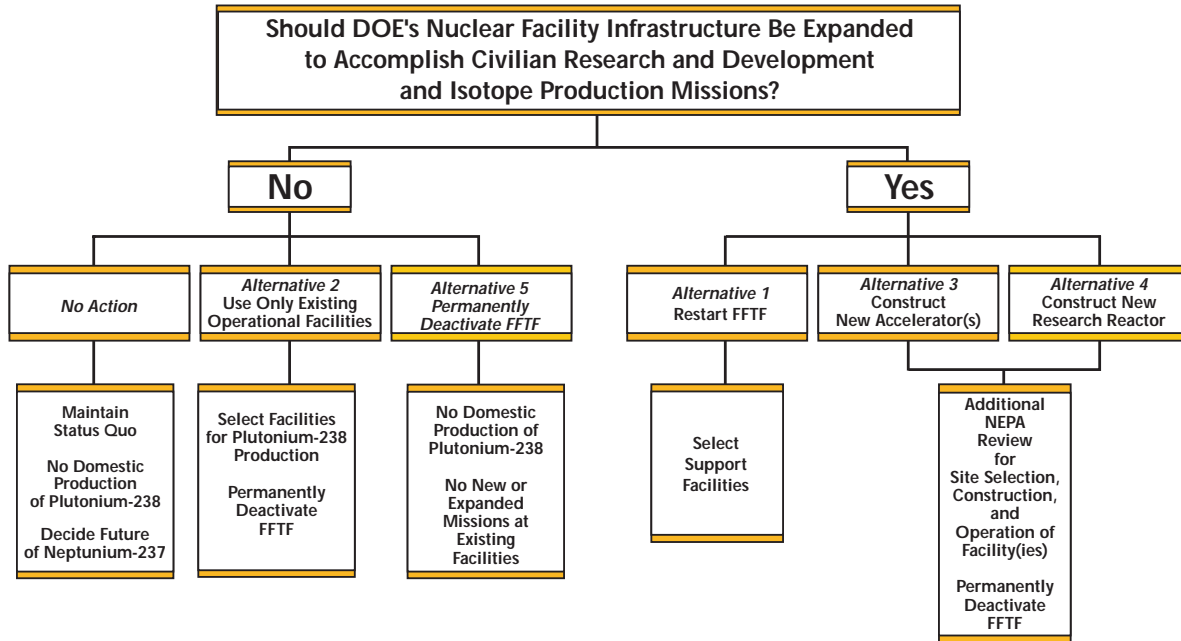 Should DOE's Nuclear Facility Infrastructure Be Expanded
to Accomplish Civilian Research and Development
and Isotope Production Missions?
No
Yes
No Action
Alternative 2
Use Only Existing
Operational Facilities
Alternative 5
Permanently
Deactivate FFTF
Alternative 1
Restart FFTF
Alternative 3
Construct
New Accelerator(s)
Alternative 4
Construct New
Research Reactor
Maintain
Status Quo
No Domestic
Production
of Plutonium-238
Decide Future
of Neptunium-237
Select Facilities
for Plutonium-238
Production
Permanently
Deactivate
FFTF
No Domestic
Production of
Plutonium-238
No New or
Expanded
Missions at
Existing
Facilities
Select
Support
Facilities
Additional
NEPA
Review
for
Site Selection,
Construction,
and
Operation of
Facility(ies)
Permanently
Deactivate
FFTF